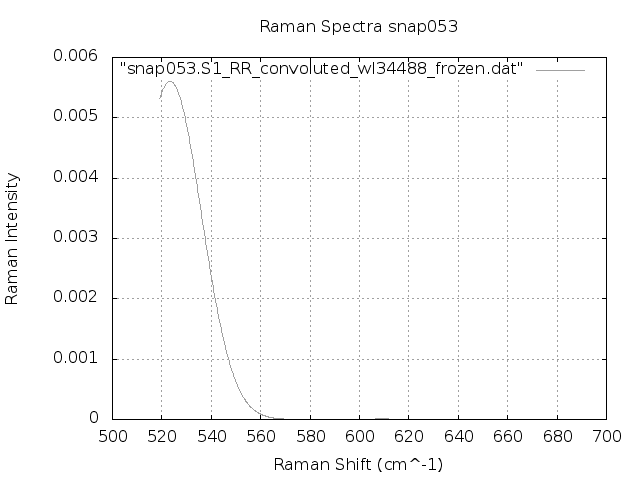 Raman Spectra snap053
"snap053.S1_RR_convoluted_wl34488_frozen.dat"
Raman Intensity
0.006
0.005
0.004
0.003
0.002
0.001
0
500 520 540 560 580 600 620 640 660 680 700
Raman Shift (cm^-1)